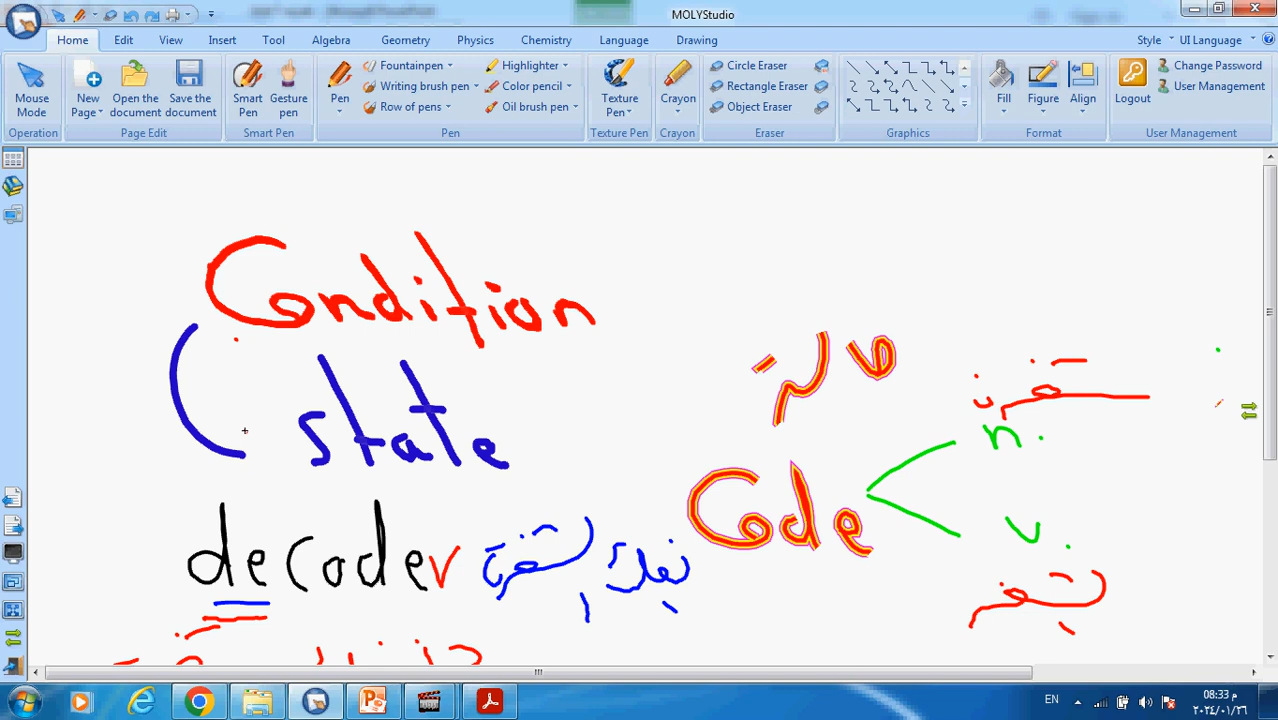 MOLYStudio
Home Edit View Insert Tool Algebra Geometry Physics Chemistry Language Drawing Style UI Language
Mouse Mode
New Page
Open the document
Save the document
Smart Pen
Gesture pen
Pen
Fountainpen
Writing brush pen
Row of pens
Highlighter
Color pencil
Oil brush pen
Texture Pen
Crayon
Circle Eraser
Rectangle Eraser
Object Eraser
Fill
Figure
Align
Logout
Change Password
User Management
Operation Page Edit Smart Pen Pen Texture Pen Crayon Eraser Graphics Format User Management
Condition
state
Code
n.
v.
decoder
EN
08:33 م
٢٠٢٤/٠١/٢٦